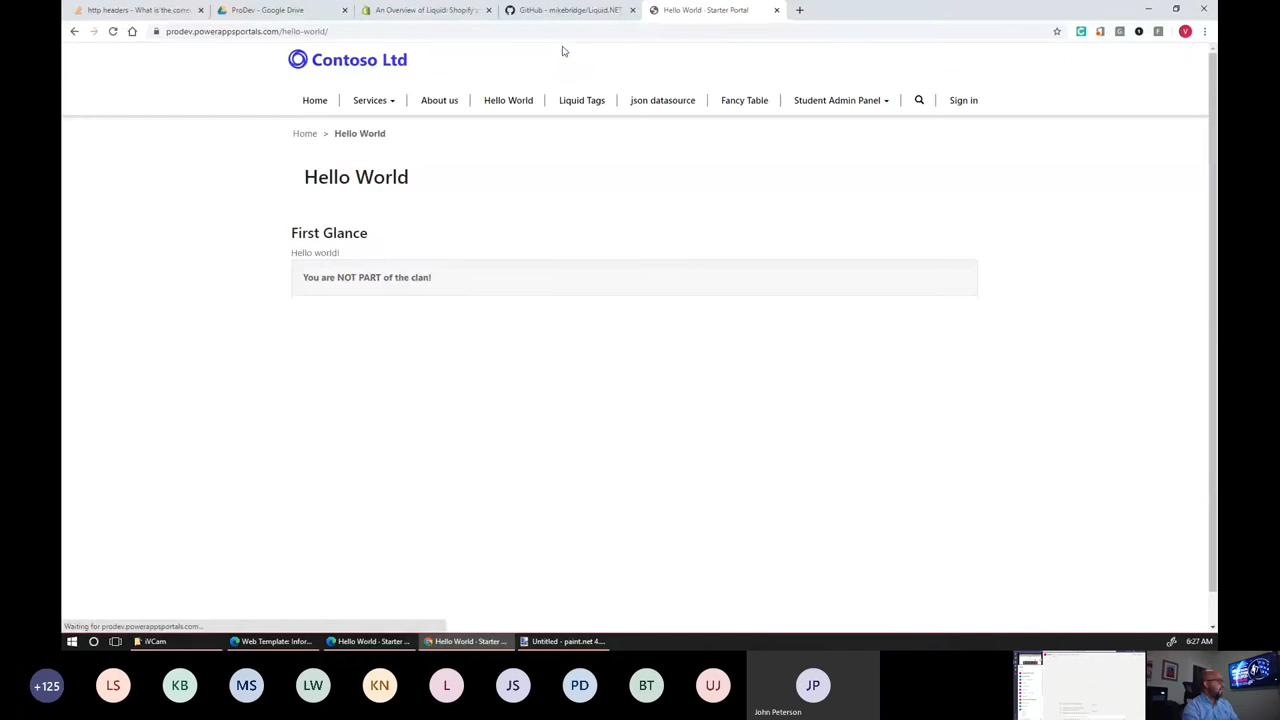 http headers - What is the corre
ProDev - Google Drive
An Overview of Liquid: Shopify's
GitHub - mikebridge/Liquid.NET
Hello World · Starter Portal
prodev.powerappsportals.com/hello-world/
V
Contoso Ltd
Home
Services
About us
Hello World
Liquid Tags
json datasource
Fancy Table
Student Admin Panel
Sign in
Home > Hello World
Hello World
First Glance
Hello world!
You are NOT PART of the clan!
Waiting for prodev.powerappsportals.com...
iVCam
Web Template: Infor...
Hello World - Starter ...
Hello World - Starter ...
Untitled - paint.net 4....
6:27 AM
+125
LS
KB
MS
LW
KN
L
JS
PD
BT
UJ
JP
John Peterson